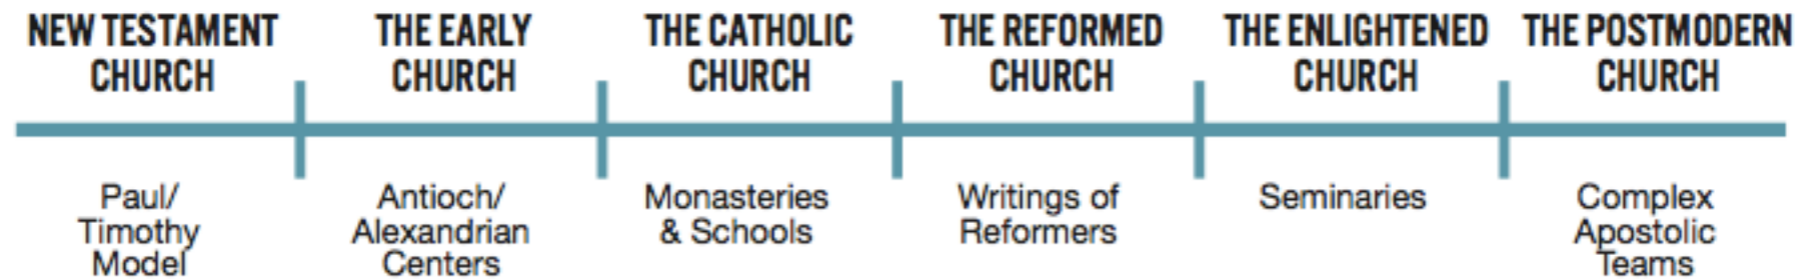 NEW TESTAMENT
CHURCH
THE EARLY
CHURCH
THE CATHOLIC
CHURCH
THE REFORMED
CHURCH
THE ENLIGHTENED
CHURCH
THE POSTMODERN
CHURCH
Paul/
Timothy
Model
Antioch/
Alexandrian
Centers
Monasteries
& Schools
Writings of
Reformers
Seminaries
Complex
Apostolic
Teams